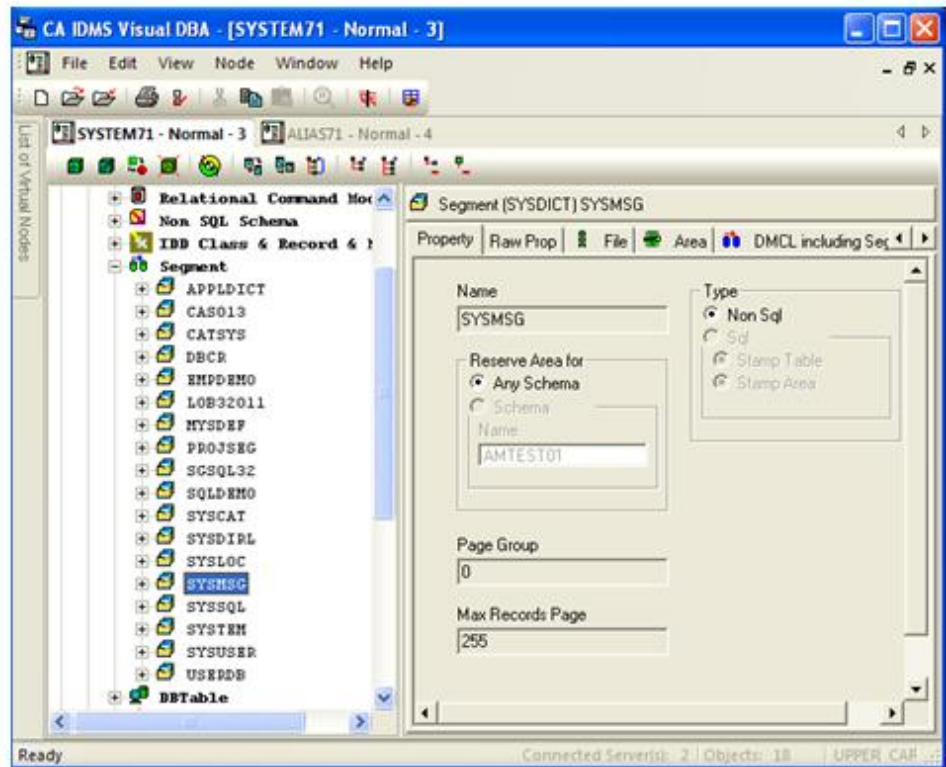 CA IDMS Visual DBA - [SYSTEM71 - Normal - 3]
File Edit View Node Window Help
List of Virtual Nodes
SYSTEM71 - Normal - 3 ALIAS71 - Normal - 4
Relational Command Mod
Non SQL Schema
IDD Class & Record &
Segment
APPLDICT
CAS013
CATSYS
DBCR
EMPDEMO
LOB32011
MYSDEF
PROJSEG
SGSQL32
SQLDEMO
SYSCAT
SYSDIRL
SYSLOC
SYSMSG
SYSSQL
SYSTEM
SYSUSER
USERDB
DBTable
Segment (SYSDICT) SYSMSG
Property Raw Prop File Area DMCL including Seg
Name
SYSMSG
Reserve Area for
Any Schema
Schema
Name
AMTEST01
Page Group
0
Max Records Page
255
Type
Non Sql
Sql
Stamp Table
Stamp Area
Ready
Connected Server(s): 2 Objects: 18 UPPER CAP